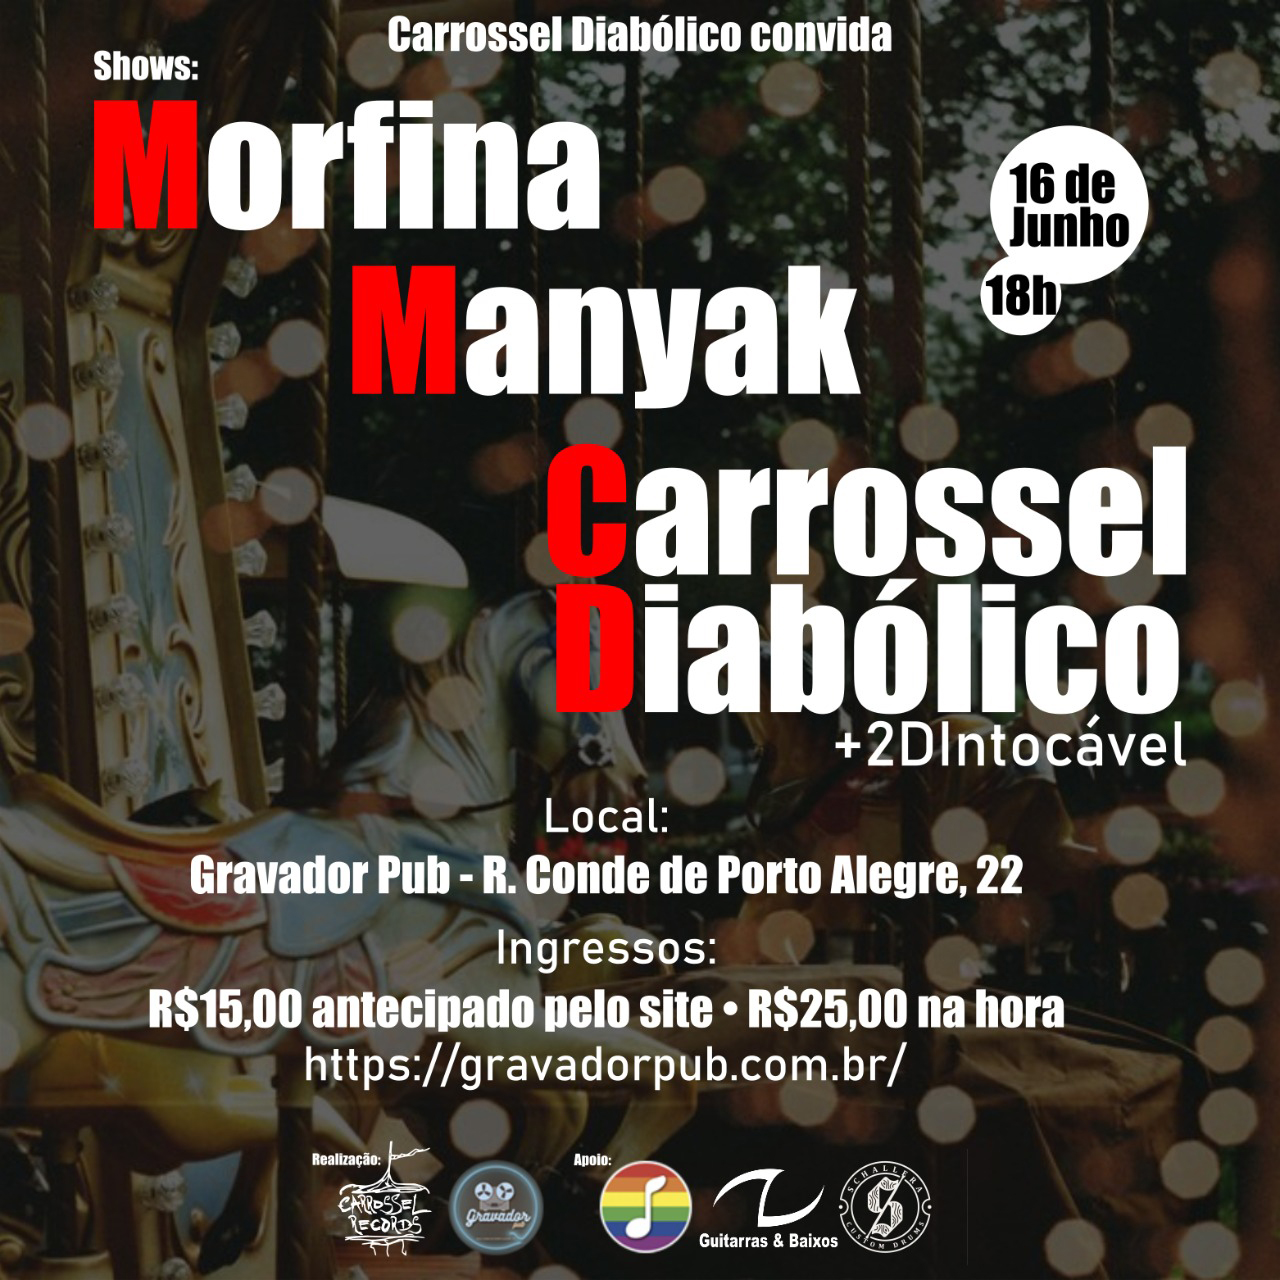 Carrossel Diabólico convida
Shows:
Morfina
Manyak
Carrossel
Diabólico
+2DIntocável
16 de
Junho
18h
Local:
Gravador Pub - R. Conde de Porto Alegre, 22
Ingressos:
R$15,00 antecipado pelo site • R$25,00 na hora
https://gravadorpub.com.br/
Realização:
CARROSSEL
RECORDS
Gravador
pub
Apoio:
Guitarras & Baixos
SCHALLERA
CUSTOM DRUMS